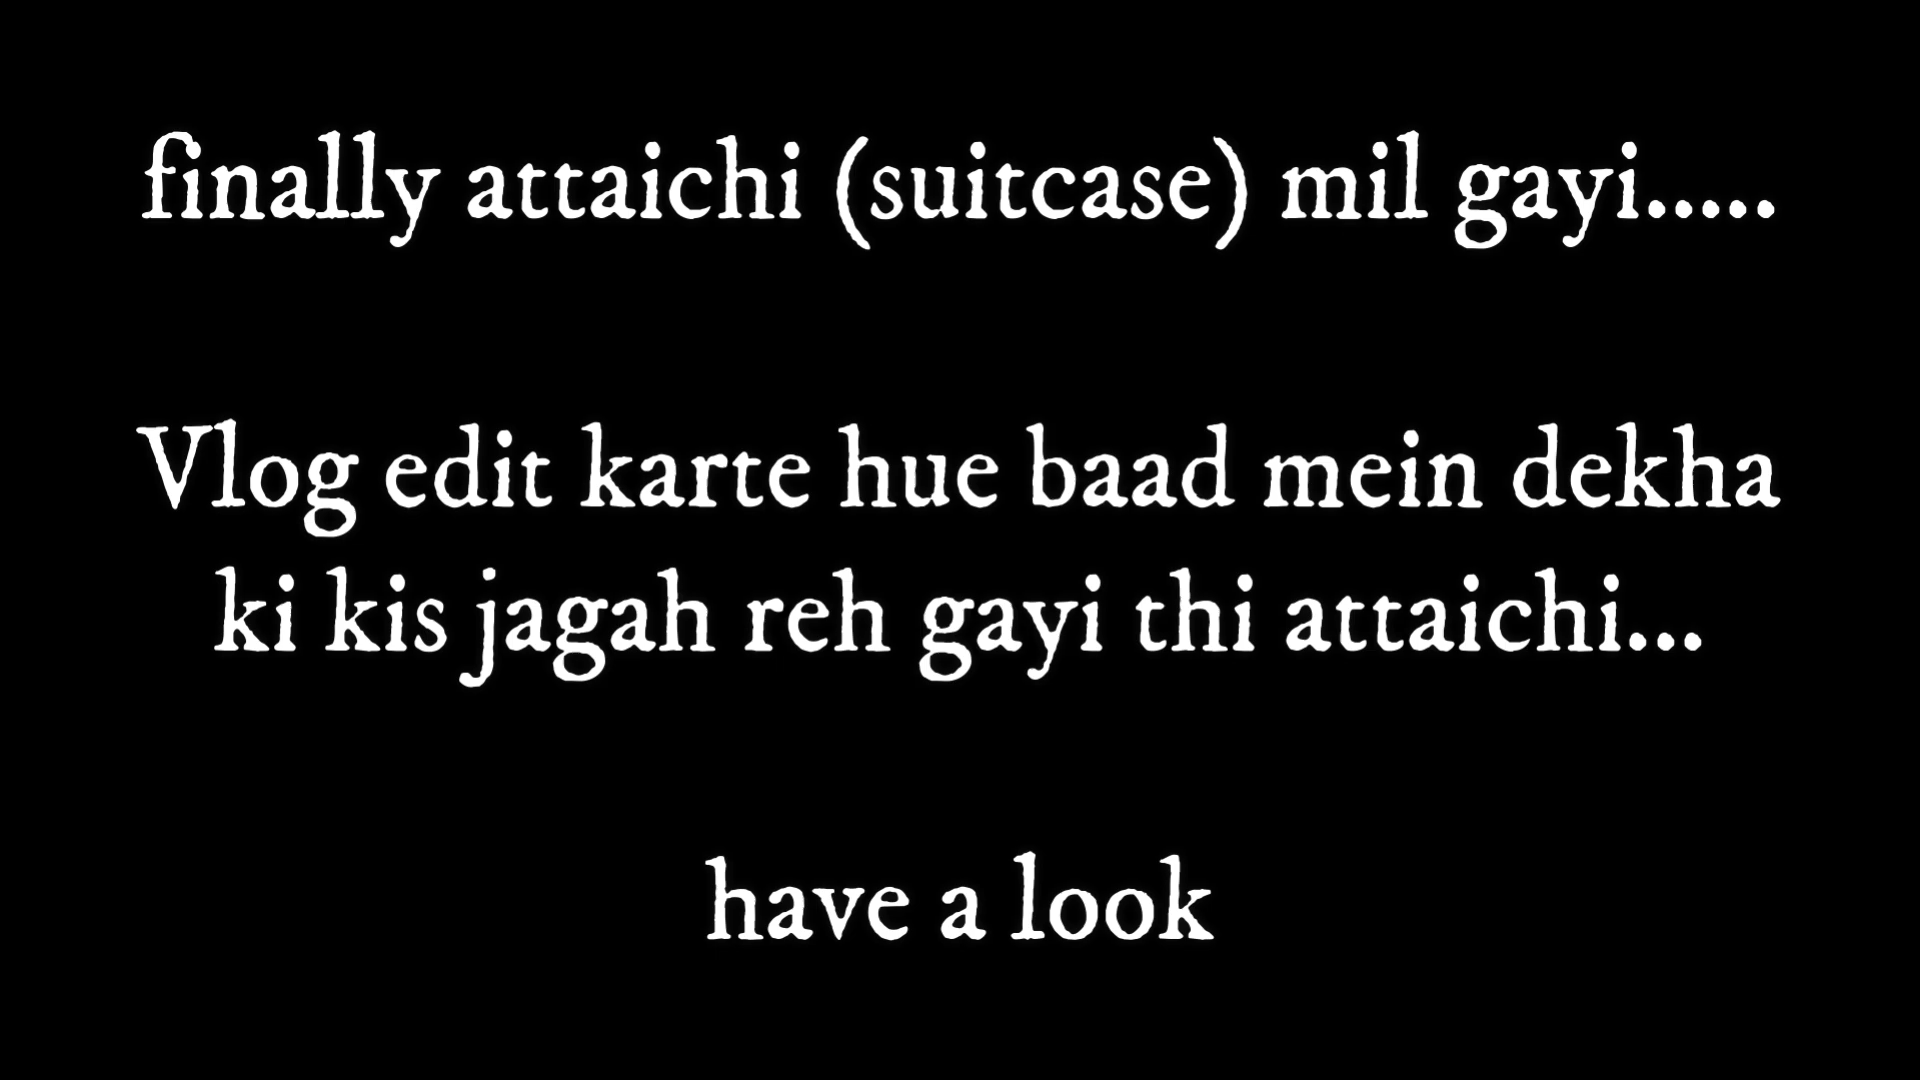 finally attaichi (suitcase) mil gayi.....
Vlog edit karte hue baad mein dekha
ki kis jagah reh gayi thi attaichi...
have a look